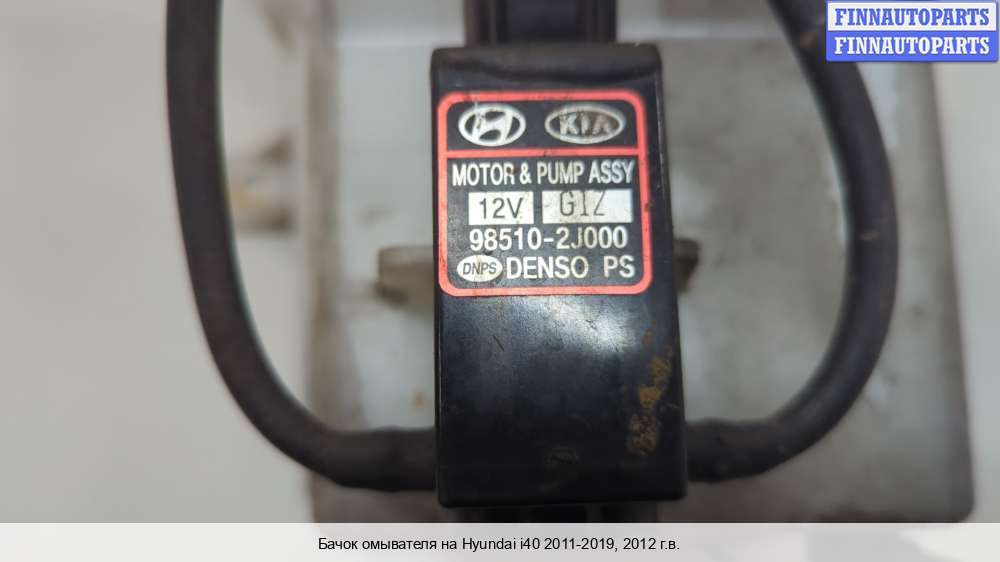 FINNAUTOPARTS
FINNAUTOPARTS
KIA
MOTOR & PUMP ASSY
12V G1Z
98510-2J000
DNPS DENSO PS
Бачок омывателя на Hyundai i40 2011-2019, 2012 г.в.